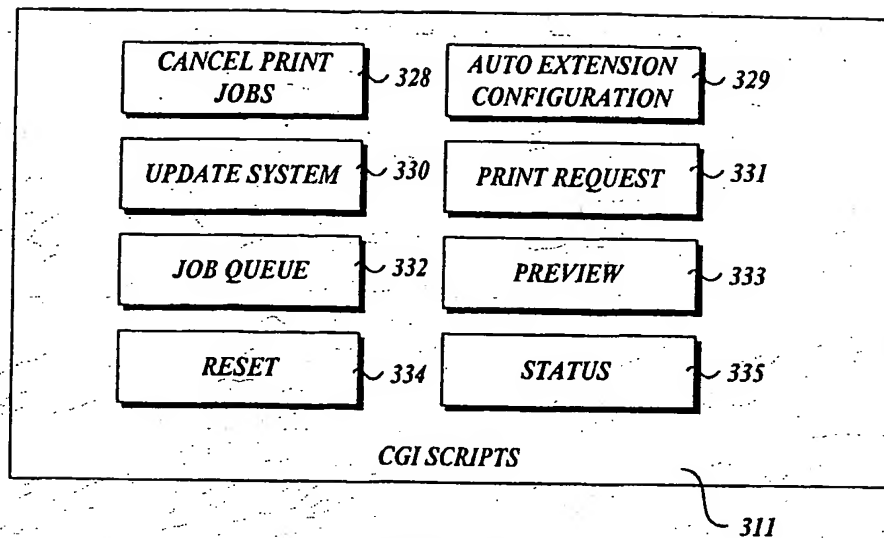 CANCEL PRINT
JOBS
328
AUTO EXTENSION
CONFIGURATION
329
UPDATE SYSTEM
330
PRINT REQUEST
331
JOB QUEUE
332
PREVIEW
333
RESET
334
STATUS
335
CGI SCRIPTS
311